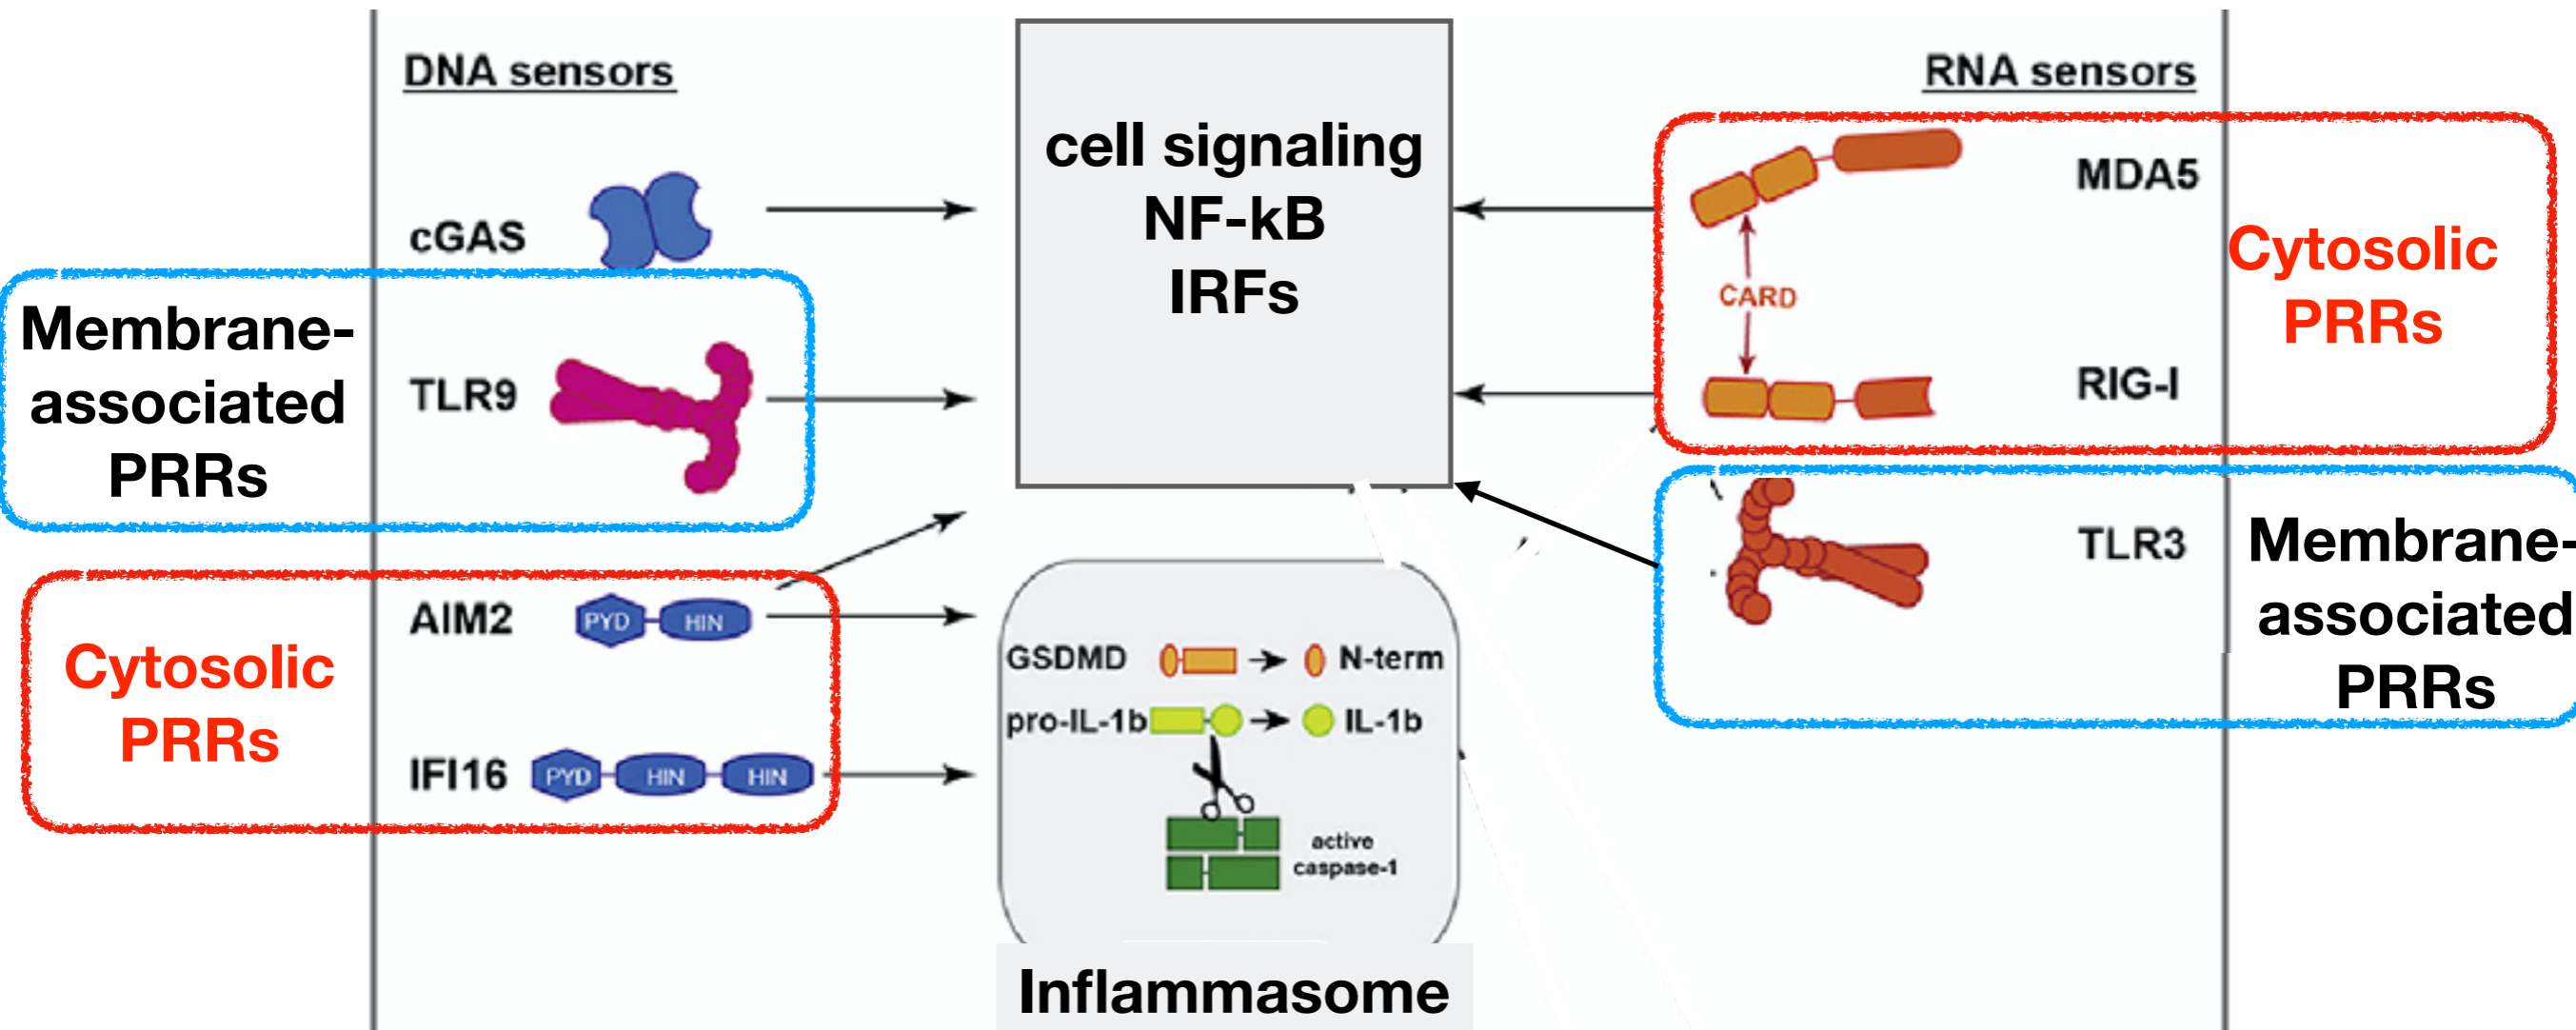 DNA sensors
cGAS
Membrane-
associated
PRRs
TLR9
AIM2
PYD
HIN
Cytosolic
PRRs
IFI16
PYD
HIN
HIN
cell signaling
NF-kB
IRFs
GSDMD
N-term
pro-IL-1b
IL-1b
active
caspase-1
Inflammasome
RNA sensors
MDA5
CARD
RIG-I
Cytosolic
PRRs
TLR3
Membrane-
associated
PRRs